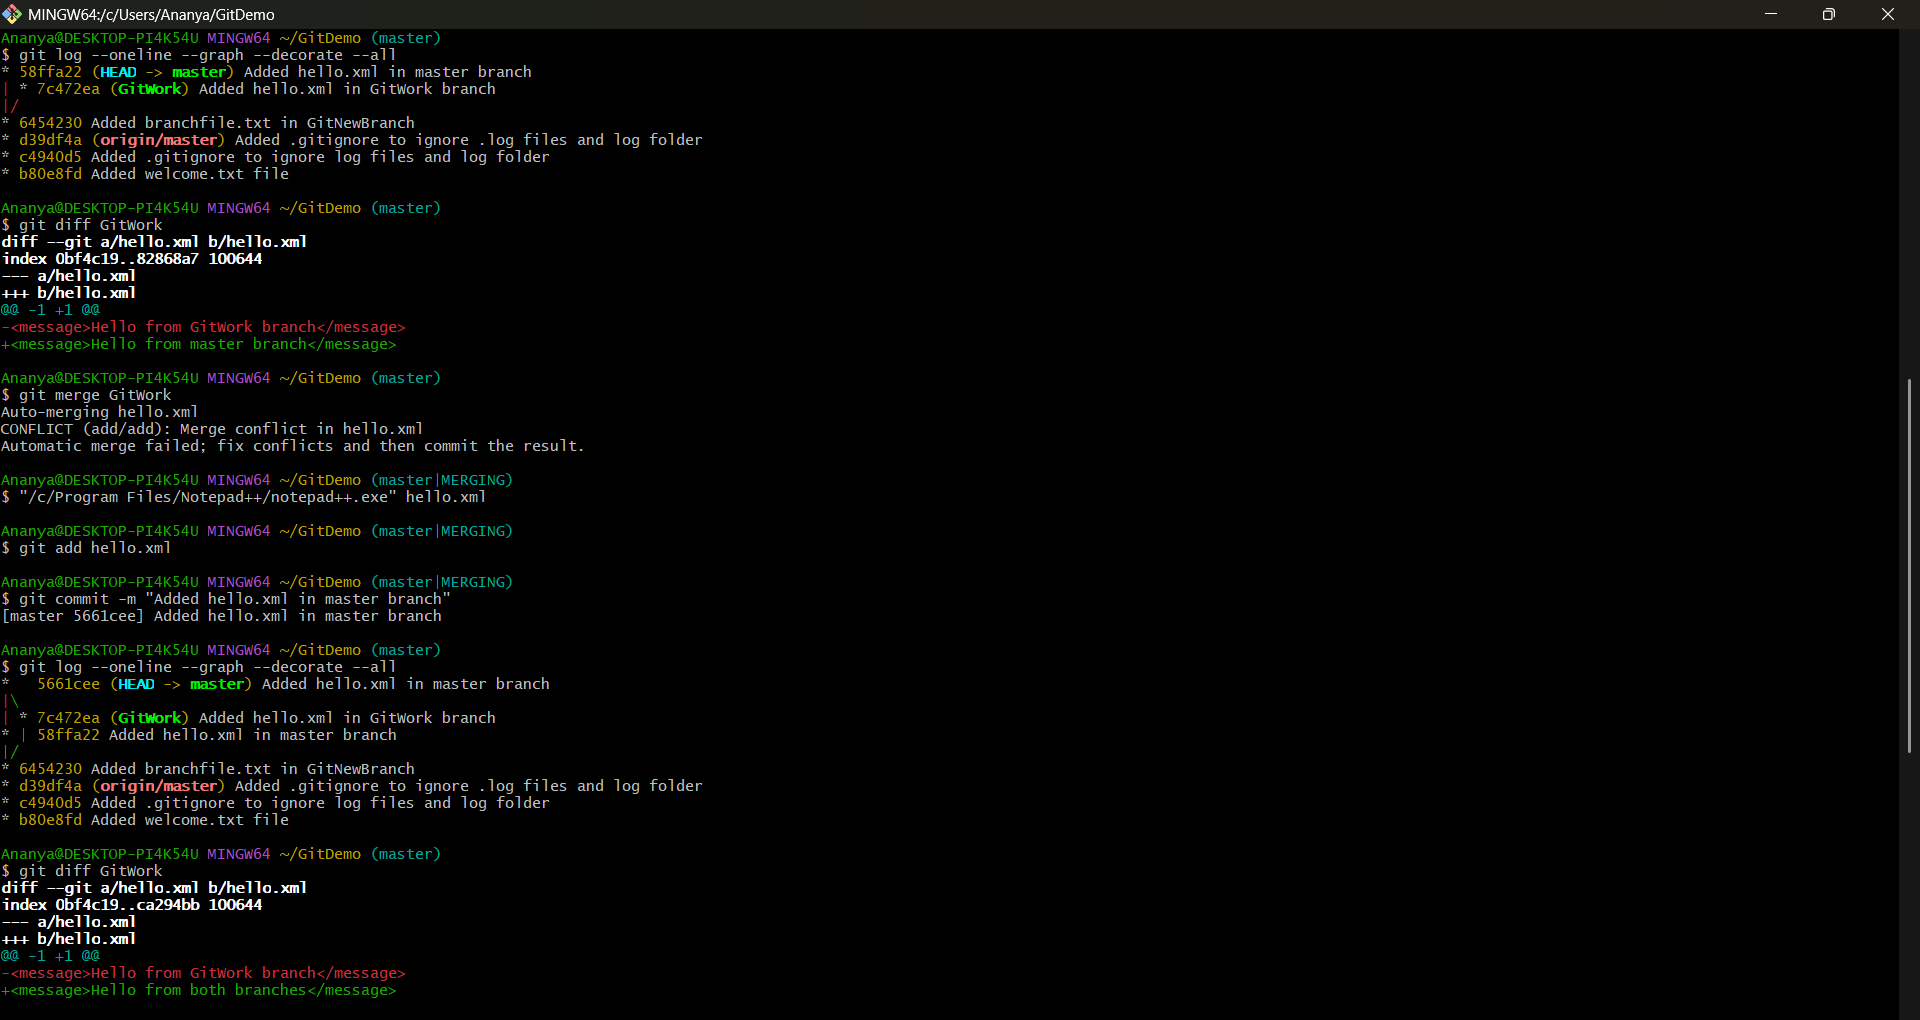 MINGW64:/c/Users/Ananya/GitDemo
Ananya@DESKTOP-PI4K54U MINGW64 ~/GitDemo (master)
$ git log --oneline --graph --decorate --all
* 58ffa22 (HEAD -> master) Added hello.xml in master branch
| * 7c472ea (GitWork) Added hello.xml in GitWork branch
|/
* 6454230 Added branchfile.txt in GitNewBranch
* d39df4a (origin/master) Added .gitignore to ignore .log files and log folder
* c4940d5 Added .gitignore to ignore log files and log folder
* b80e8fd Added welcome.txt file

Ananya@DESKTOP-PI4K54U MINGW64 ~/GitDemo (master)
$ git diff GitWork
diff --git a/hello.xml b/hello.xml
index 0bf4c19..82868a7 100644
--- a/hello.xml
+++ b/hello.xml
@@ -1 +1 @@
-<message>Hello from GitWork branch</message>
+<message>Hello from master branch</message>

Ananya@DESKTOP-PI4K54U MINGW64 ~/GitDemo (master)
$ git merge GitWork
Auto-merging hello.xml
CONFLICT (add/add): Merge conflict in hello.xml
Automatic merge failed; fix conflicts and then commit the result.

Ananya@DESKTOP-PI4K54U MINGW64 ~/GitDemo (master|MERGING)
$ "/c/Program Files/Notepad++/notepad++.exe" hello.xml

Ananya@DESKTOP-PI4K54U MINGW64 ~/GitDemo (master|MERGING)
$ git add hello.xml

Ananya@DESKTOP-PI4K54U MINGW64 ~/GitDemo (master|MERGING)
$ git commit -m "Added hello.xml in master branch"
[master 5661cee] Added hello.xml in master branch

Ananya@DESKTOP-PI4K54U MINGW64 ~/GitDemo (master)
$ git log --oneline --graph --decorate --all
*   5661cee (HEAD -> master) Added hello.xml in master branch
|\
| * 7c472ea (GitWork) Added hello.xml in GitWork branch
* | 58ffa22 Added hello.xml in master branch
|/
* 6454230 Added branchfile.txt in GitNewBranch
* d39df4a (origin/master) Added .gitignore to ignore .log files and log folder
* c4940d5 Added .gitignore to ignore log files and log folder
* b80e8fd Added welcome.txt file

Ananya@DESKTOP-PI4K54U MINGW64 ~/GitDemo (master)
$ git diff GitWork
diff --git a/hello.xml b/hello.xml
index 0bf4c19..ca294bb 100644
--- a/hello.xml
+++ b/hello.xml
@@ -1 +1 @@
-<message>Hello from GitWork branch</message>
+<message>Hello from both branches</message>